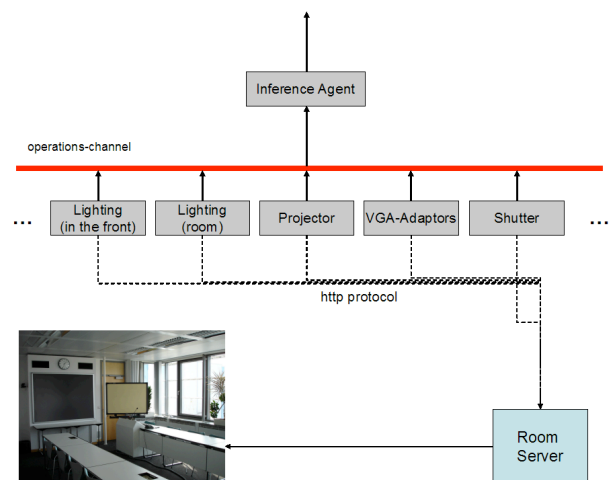 Inference Agent
operations-channel
...
Lighting
(in the front)
Lighting
(room)
Projector
VGA-Adaptors
Shutter
...
http protocol
Room
Server